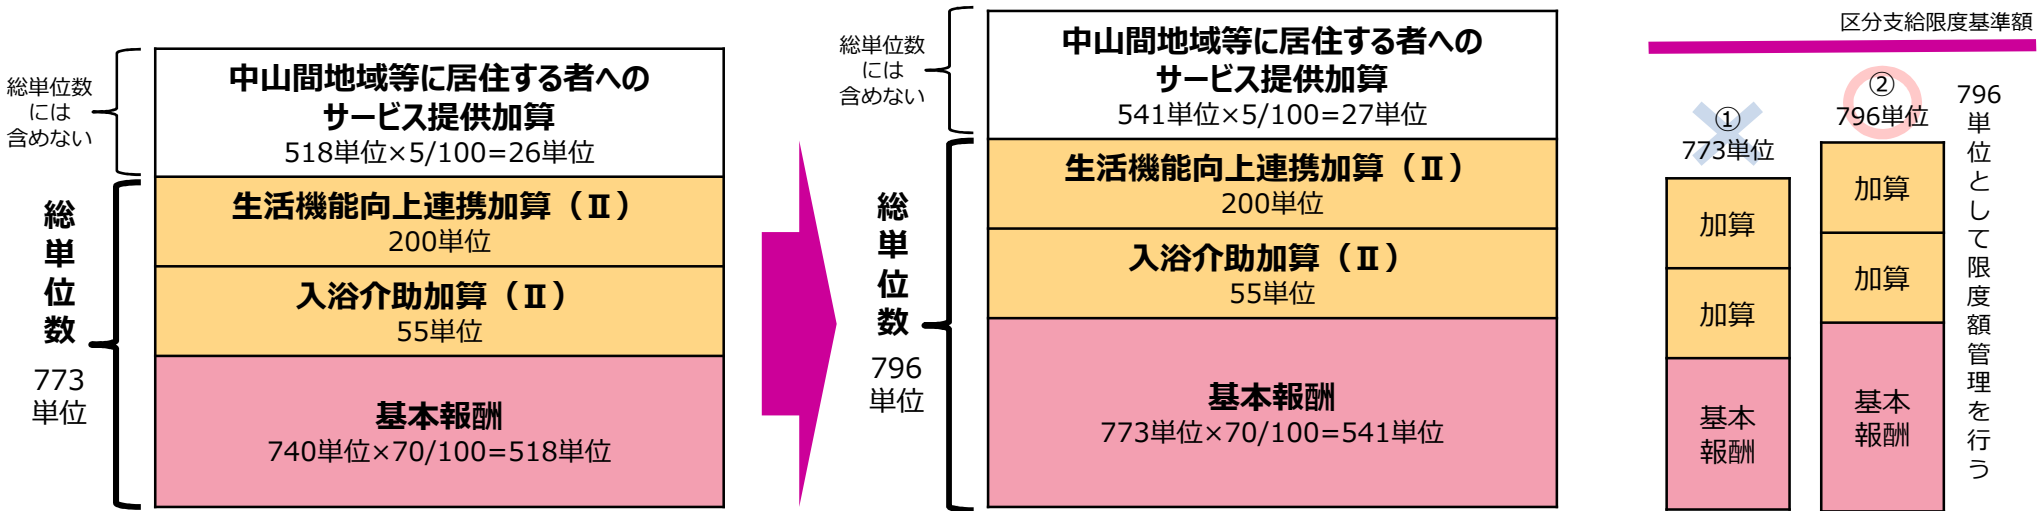 総単位数
には
含めない
中山間地域等に居住する者への
サービス提供加算
518単位×5/100=26単位
生活機能向上連携加算（Ⅱ）
200単位
入浴介助加算（Ⅱ）
55単位
基本報酬
740単位×70/100=518単位
総単位数
773
単位
総単位数
には
含めない
中山間地域等に居住する者への
サービス提供加算
541単位×5/100=27単位
生活機能向上連携加算（Ⅱ）
200単位
入浴介助加算（Ⅱ）
55単位
基本報酬
773単位×70/100=541単位
総単位数
796
単位
区分支給限度基準額
①
773単位
加算
加算
基本
報酬
②
796単位
加算
加算
基本
報酬
796単位として限度額管理を行う